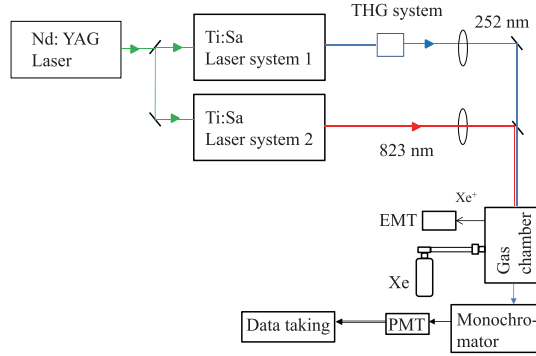 THG system
252 nm
Nd: YAG
Laser
Ti:Sa
Laser system 1
Ti:Sa
Laser system 2
823 nm
Xe⁺
EMT
Gas
chamber
Xe
Data taking
PMT
Monochro-
mator